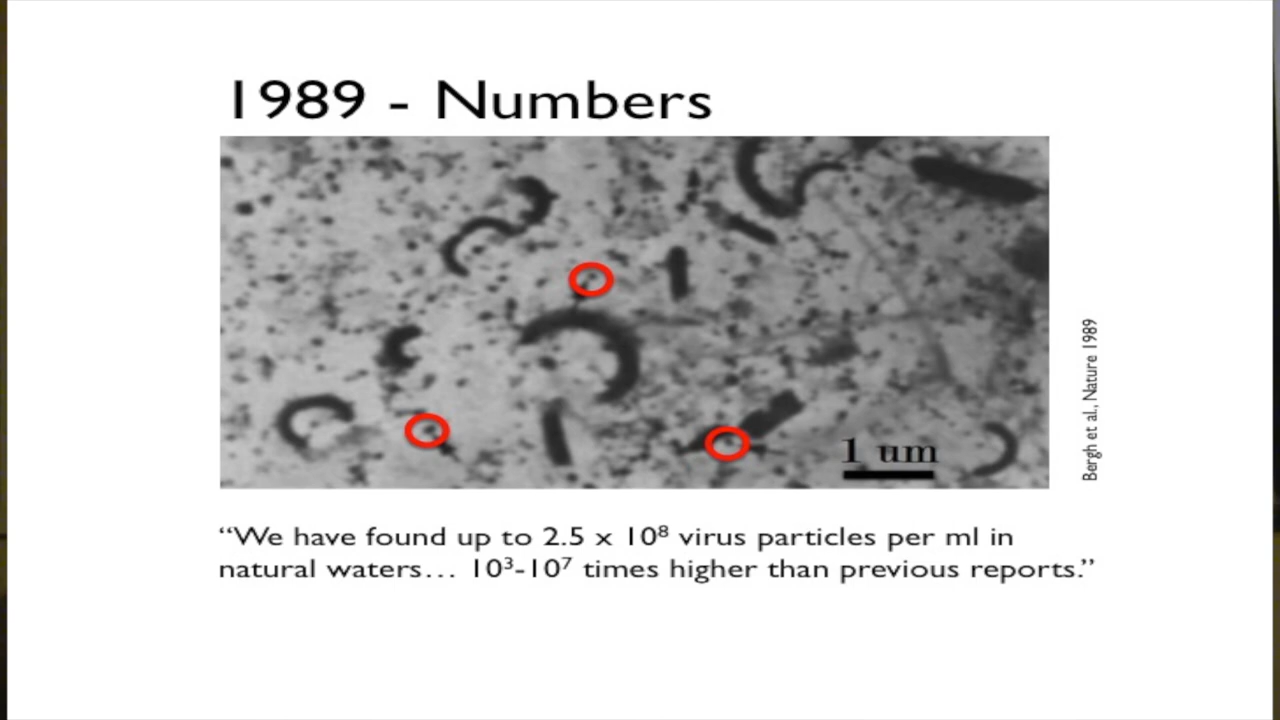 1989 - Numbers
1 um
Bergh et al., Nature 1989
“We have found up to 2.5 x 10⁸ virus particles per ml in
natural waters… 10³-10⁷ times higher than previous reports.”